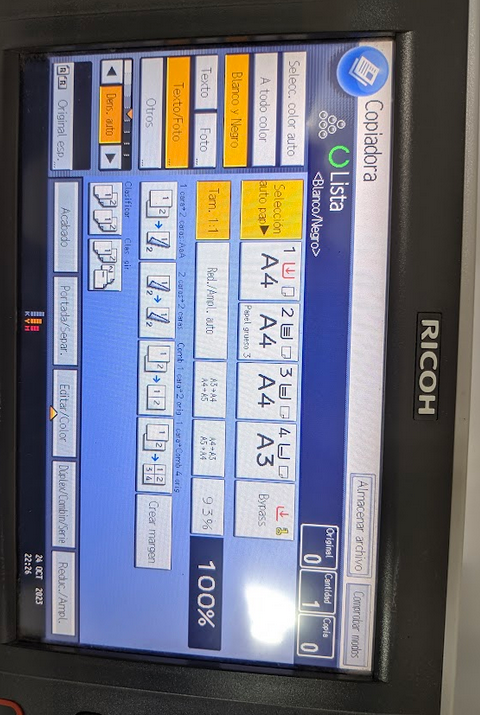 RICOH
Copiadora
Almacenar archivo
Comprobar modos
Lista
<Blanco/Negro>
Original
Cantidad
Copia
0
1
0
Selecc. color auto
A todo color
Blanco y Negro
Texto
Foto
Texto/Foto
Otros
Dens. auto
Original esp.
Selección auto pap▶
1
A4
2
A4
Papel grueso 3
3
A4
4
A3
Bypass
Tam. 1:1
Red./Ampl. auto
A3→A4
A4→A5
A4→A3
A5→A4
93%
100%
Crear margen
Clasificar
Acabado
Portada/Separ.
Editar/Color
Dúplex/Combin/Serie
Reduc./Ampl.
24 OCT 2023
22:26